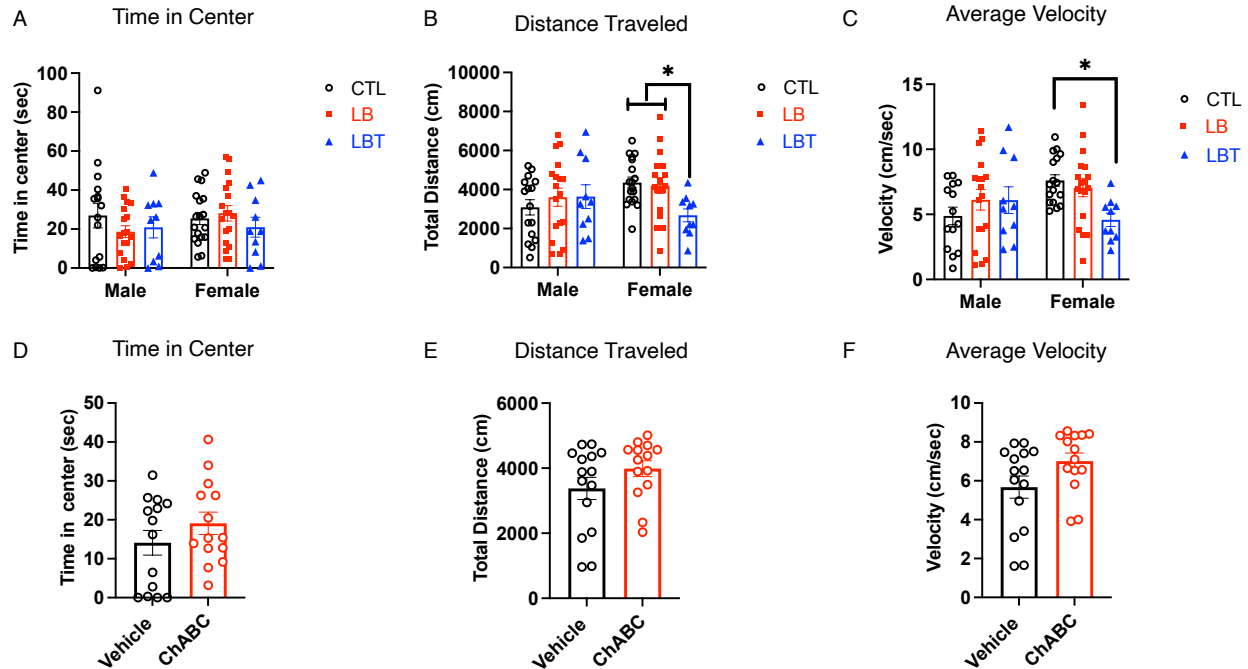 A
Time in Center
Time in center (sec)
100
80
60
40
20
0
Male
Female
CTL
LB
LBT
B
Distance Traveled
Total Distance (cm)
10000
8000
6000
4000
2000
0
*
Male
Female
CTL
LB
LBT
C
Average Velocity
Velocity (cm/sec)
15
10
5
0
*
Male
Female
CTL
LB
LBT
D
Time in Center
Time in center (sec)
50
40
30
20
10
0
Vehicle
ChABC
E
Distance Traveled
Total Distance (cm)
6000
4000
2000
0
Vehicle
ChABC
F
Average Velocity
Velocity (cm/sec)
10
8
6
4
2
0
Vehicle
ChABC